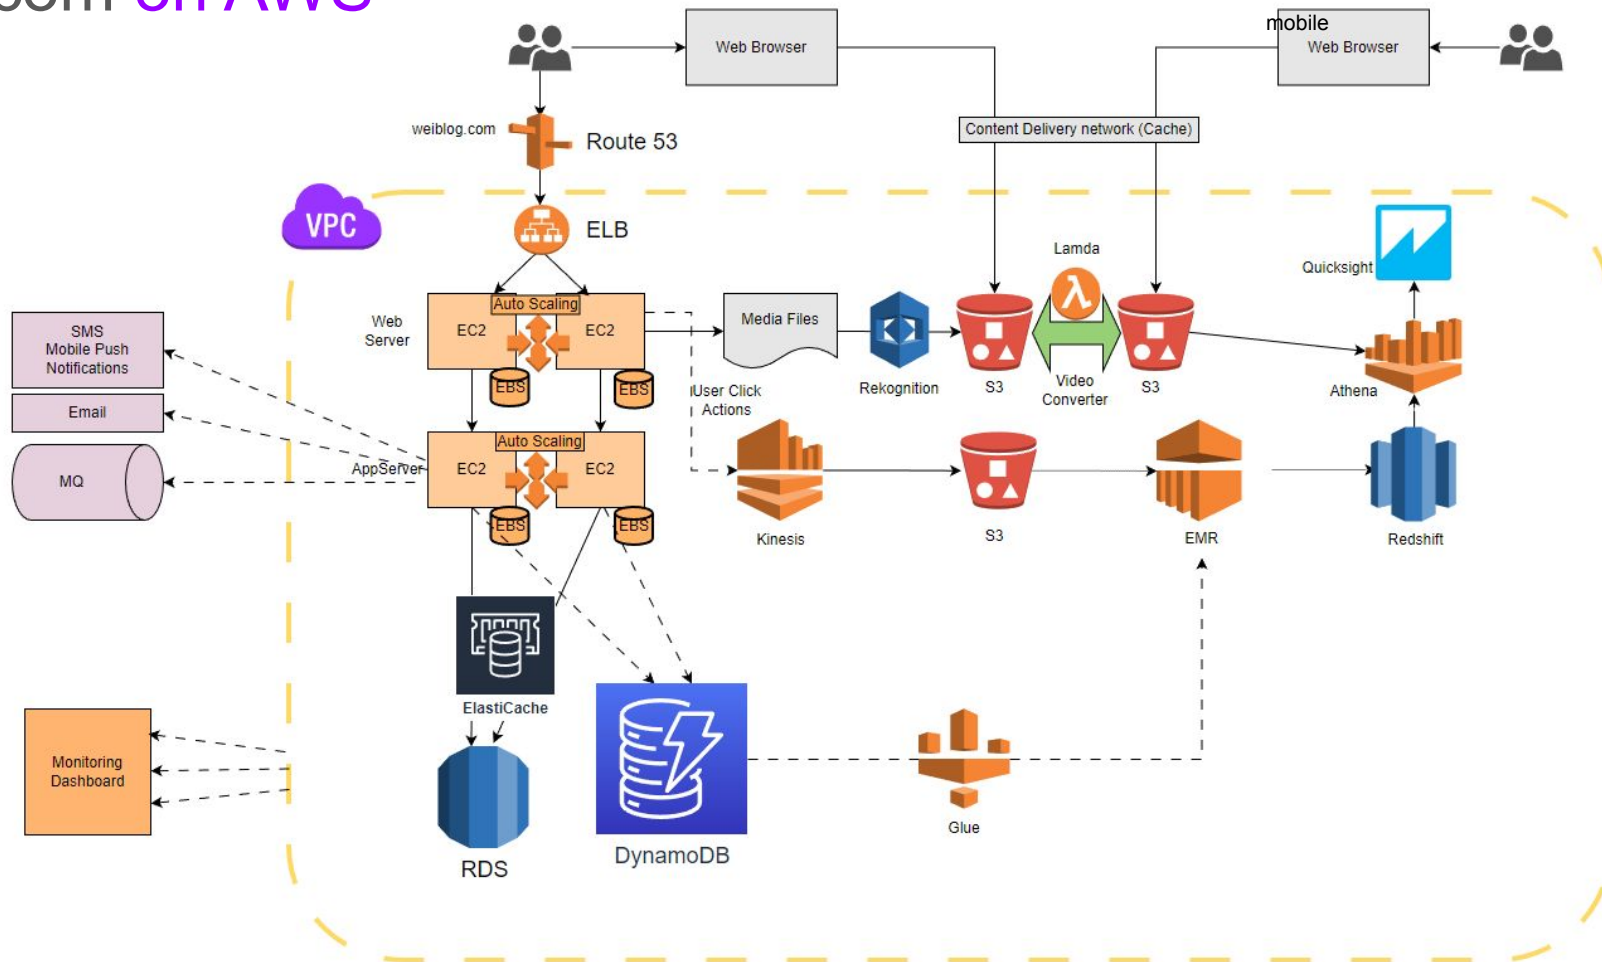 on AWS
mobile
Web Browser
Web Browser
weiblog.com
Route 53
Content Delivery network (Cache)
VPC
ELB
Lamda
Quicksight
Auto Scaling
Web
Server
EC2
EC2
Media Files
SMS
Mobile Push
Notifications
EBS
EBS
Rekognition
S3
Video
Converter
S3
Athena
User Click
Actions
Email
Auto Scaling
AppServer
EC2
EC2
MQ
EBS
EBS
Kinesis
S3
EMR
Redshift
ElastiCache
Monitoring
Dashboard
Glue
DynamoDB
RDS